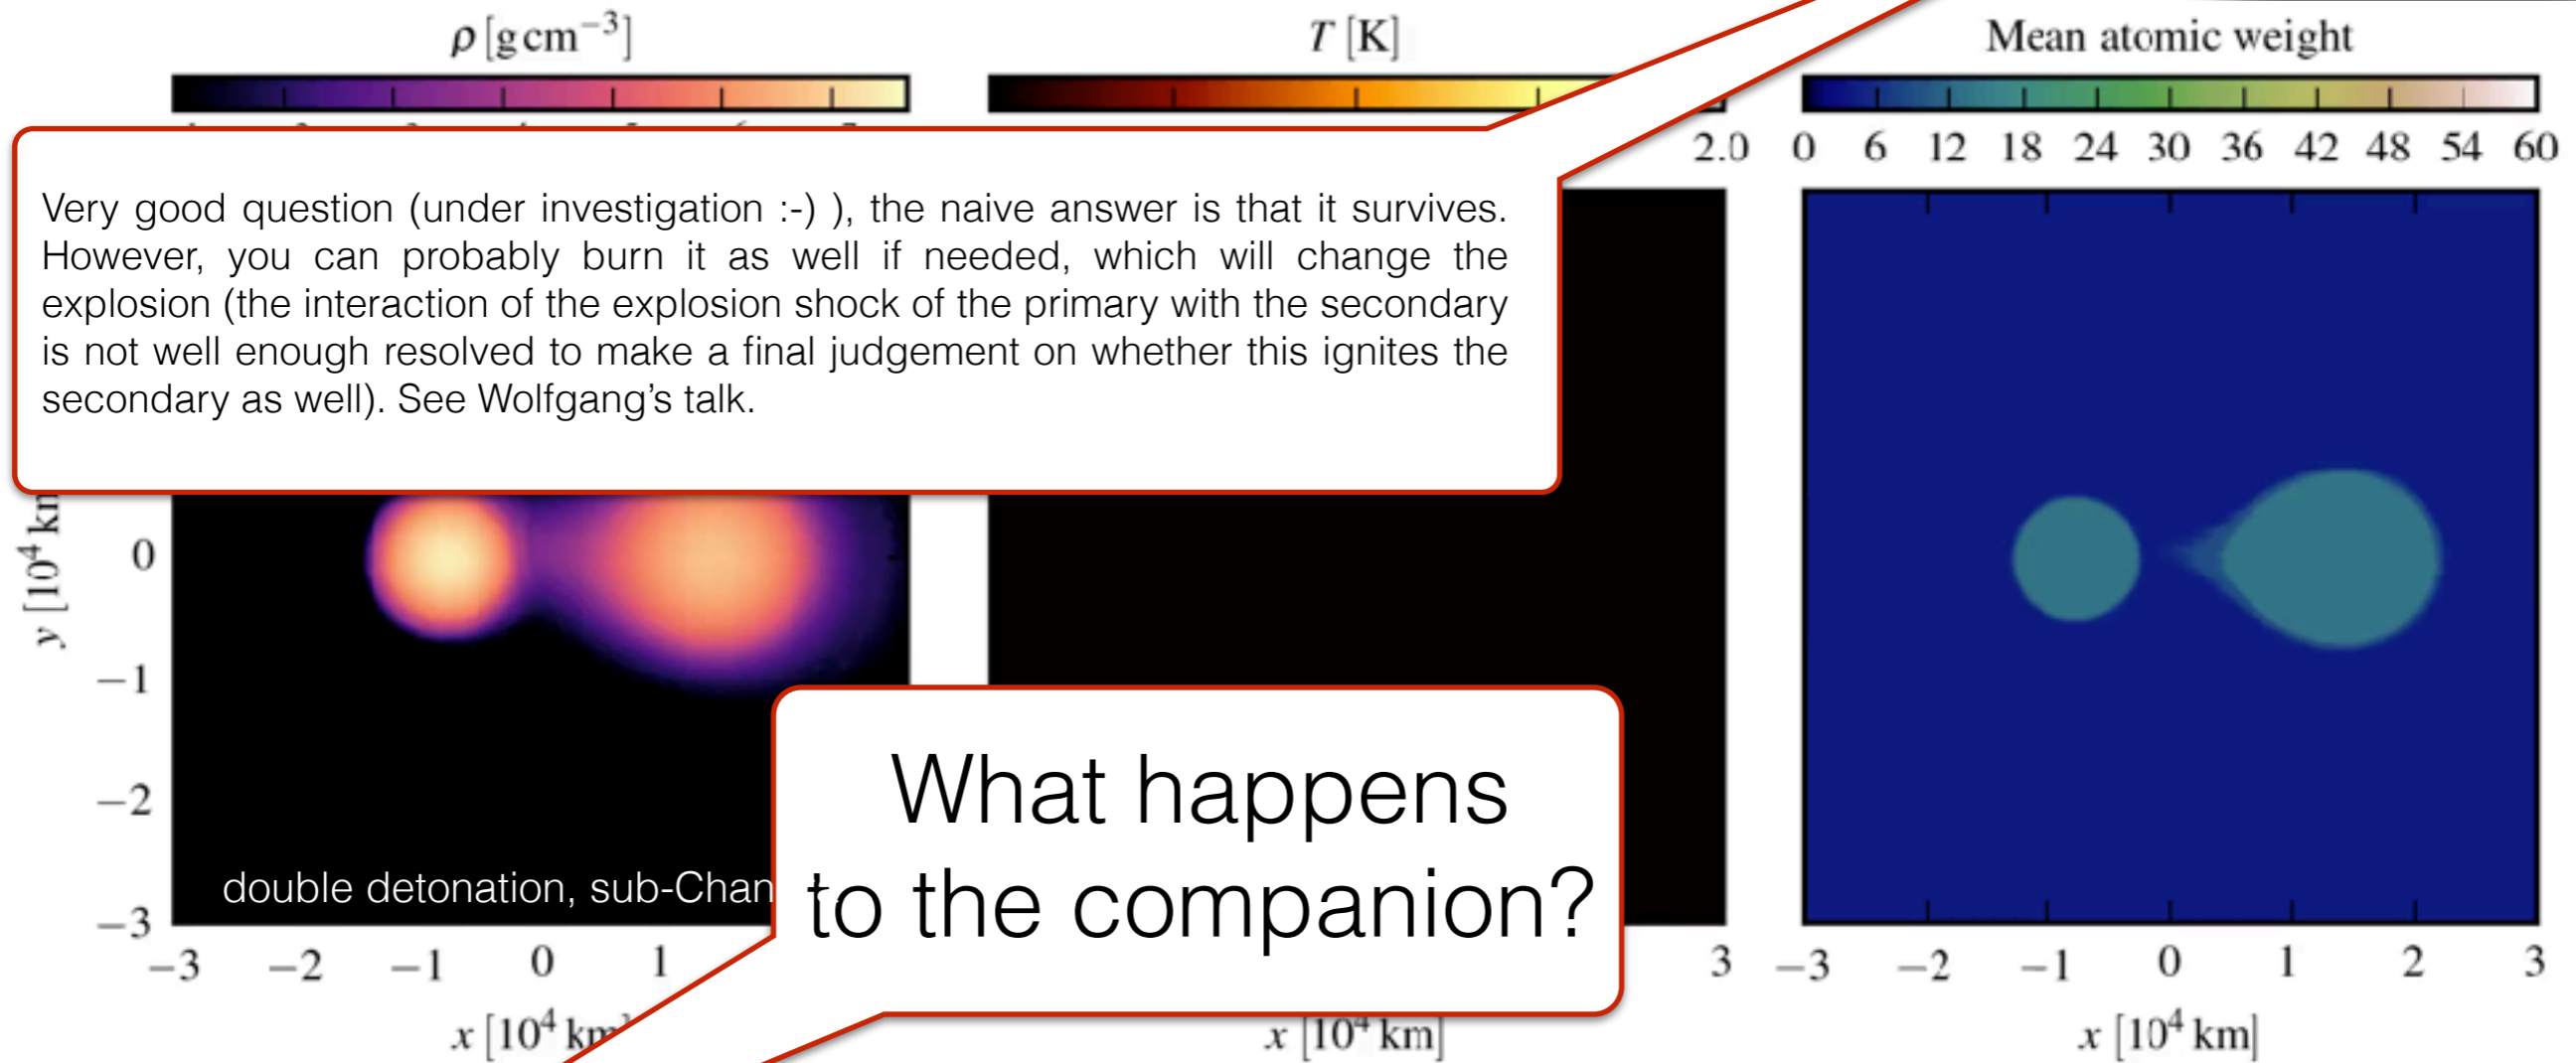 ρ [g cm⁻³]
T [K]
Mean atomic weight
2.0
0 6 12 18 24 30 36 42 48 54 60
Very good question (under investigation :-) ), the naive answer is that it survives.
However, you can probably burn it as well if needed, which will change the
explosion (the interaction of the explosion shock of the primary with the secondary
is not well enough resolved to make a final judgement on whether this ignites the
secondary as well). See Wolfgang's talk.
y [10⁴ km
0
−1
−2
−3
double detonation, sub-Chan
What happens
to the companion?
−3 −2 −1 0 1
3
−3 −2 −1 0 1 2 3
x [10⁴ km]
x [10⁴ km]
x [10⁴ km]